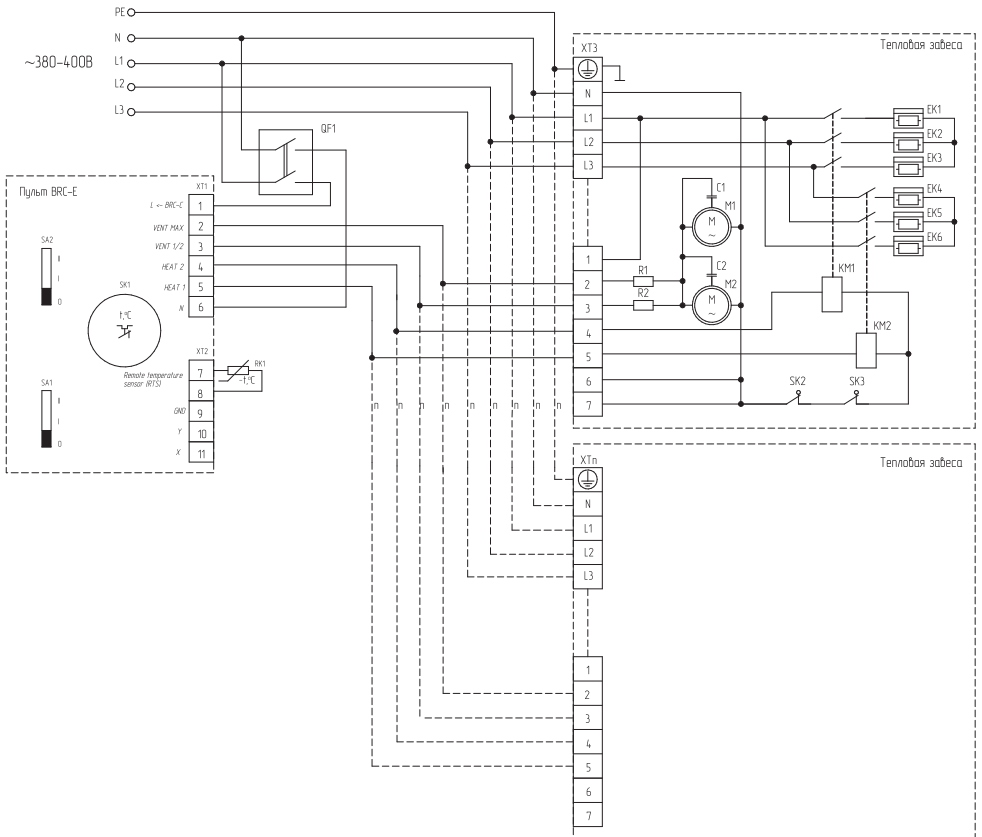 PE
N
~380-400В
L1
L2
L3
QF1
Пульт BRC-E
XT1
L <- BRC-C
1
VENT MAX
2
VENT 1/2
3
HEAT 2
4
HEAT 1
5
N
6
SA2
II
I
0
SK1
t,°C
XT2
Remote temperature
sensor (RTS)
7
8
GND
9
Y
10
X
11
RK1
-t,°C
SA1
II
I
0
n n n n n n n n n
Тепловая завеса
XT3
N
L1
L2
L3
1
2
3
4
5
6
7
EK1
EK2
EK3
EK4
EK5
EK6
C1
M1
M
~
C2
M2
M
~
R1
R2
KM1
KM2
SK2
SK3
Тепловая завеса
XTn
N
L1
L2
L3
1
2
3
4
5
6
7